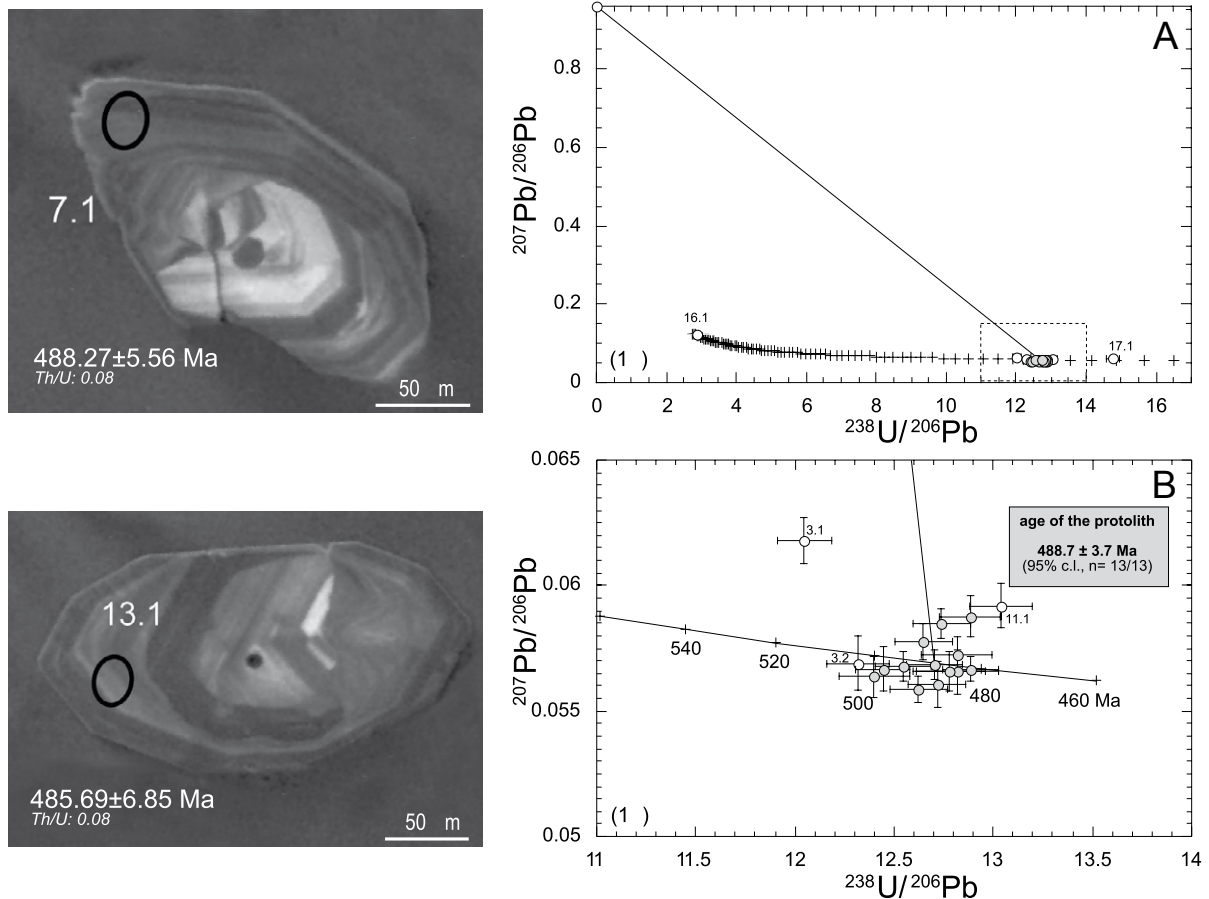 7.1
488.27±5.56 Ma
Th/U: 0.08
50 m
13.1
485.69±6.85 Ma
Th/U: 0.08
50 m
A
207Pb/206Pb
0.8
0.6
0.4
0.2
0
16.1
17.1
(1 )
0 2 4 6 8 10 12 14 16
238U/206Pb
B
207Pb/206Pb
0.065
0.06
0.055
0.05
age of the protolith
488.7 ± 3.7 Ma
(95% c.l., n= 13/13)
3.1
11.1
3.2
540
520
500
480
460 Ma
(1 )
11 11.5 12 12.5 13 13.5 14
238U/206Pb